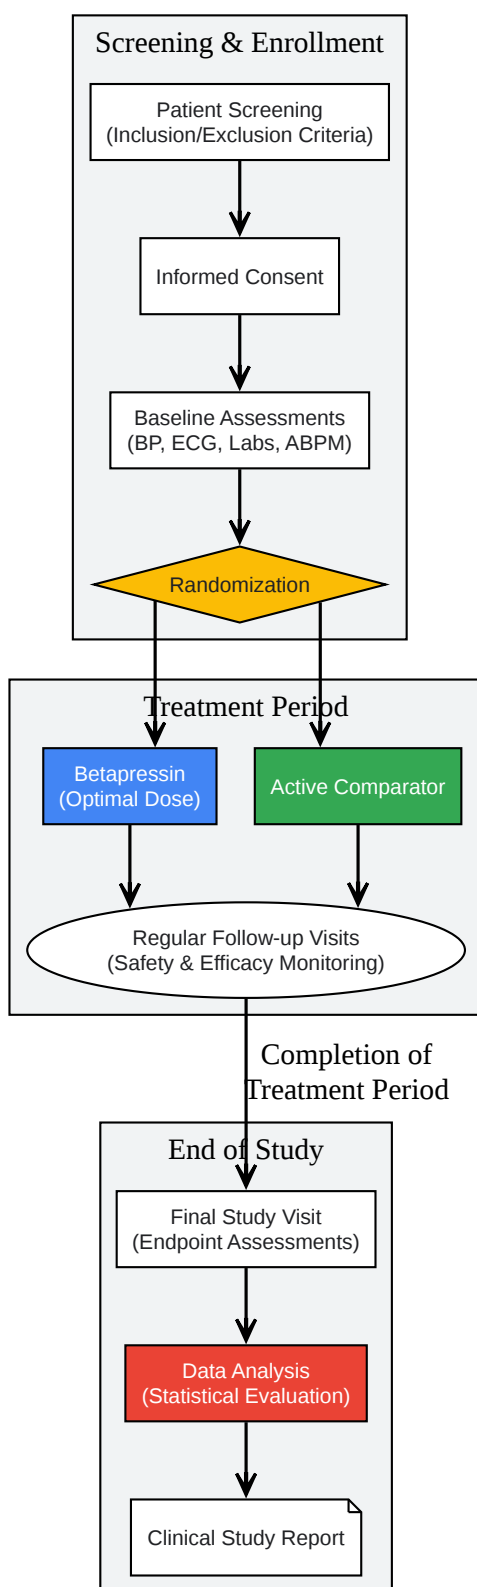 Screening & Enrollment
Patient Screening
(Inclusion/Exclusion Criteria)
Informed Consent
Baseline Assessments
(BP, ECG, Labs, ABPM)
Randomization
Treatment Period
Betapressin
(Optimal Dose)
Active Comparator
Regular Follow-up Visits
(Safety & Efficacy Monitoring)
Completion of
Treatment Period
End of Study
Final Study Visit
(Endpoint Assessments)
Data Analysis
(Statistical Evaluation)
Clinical Study Report